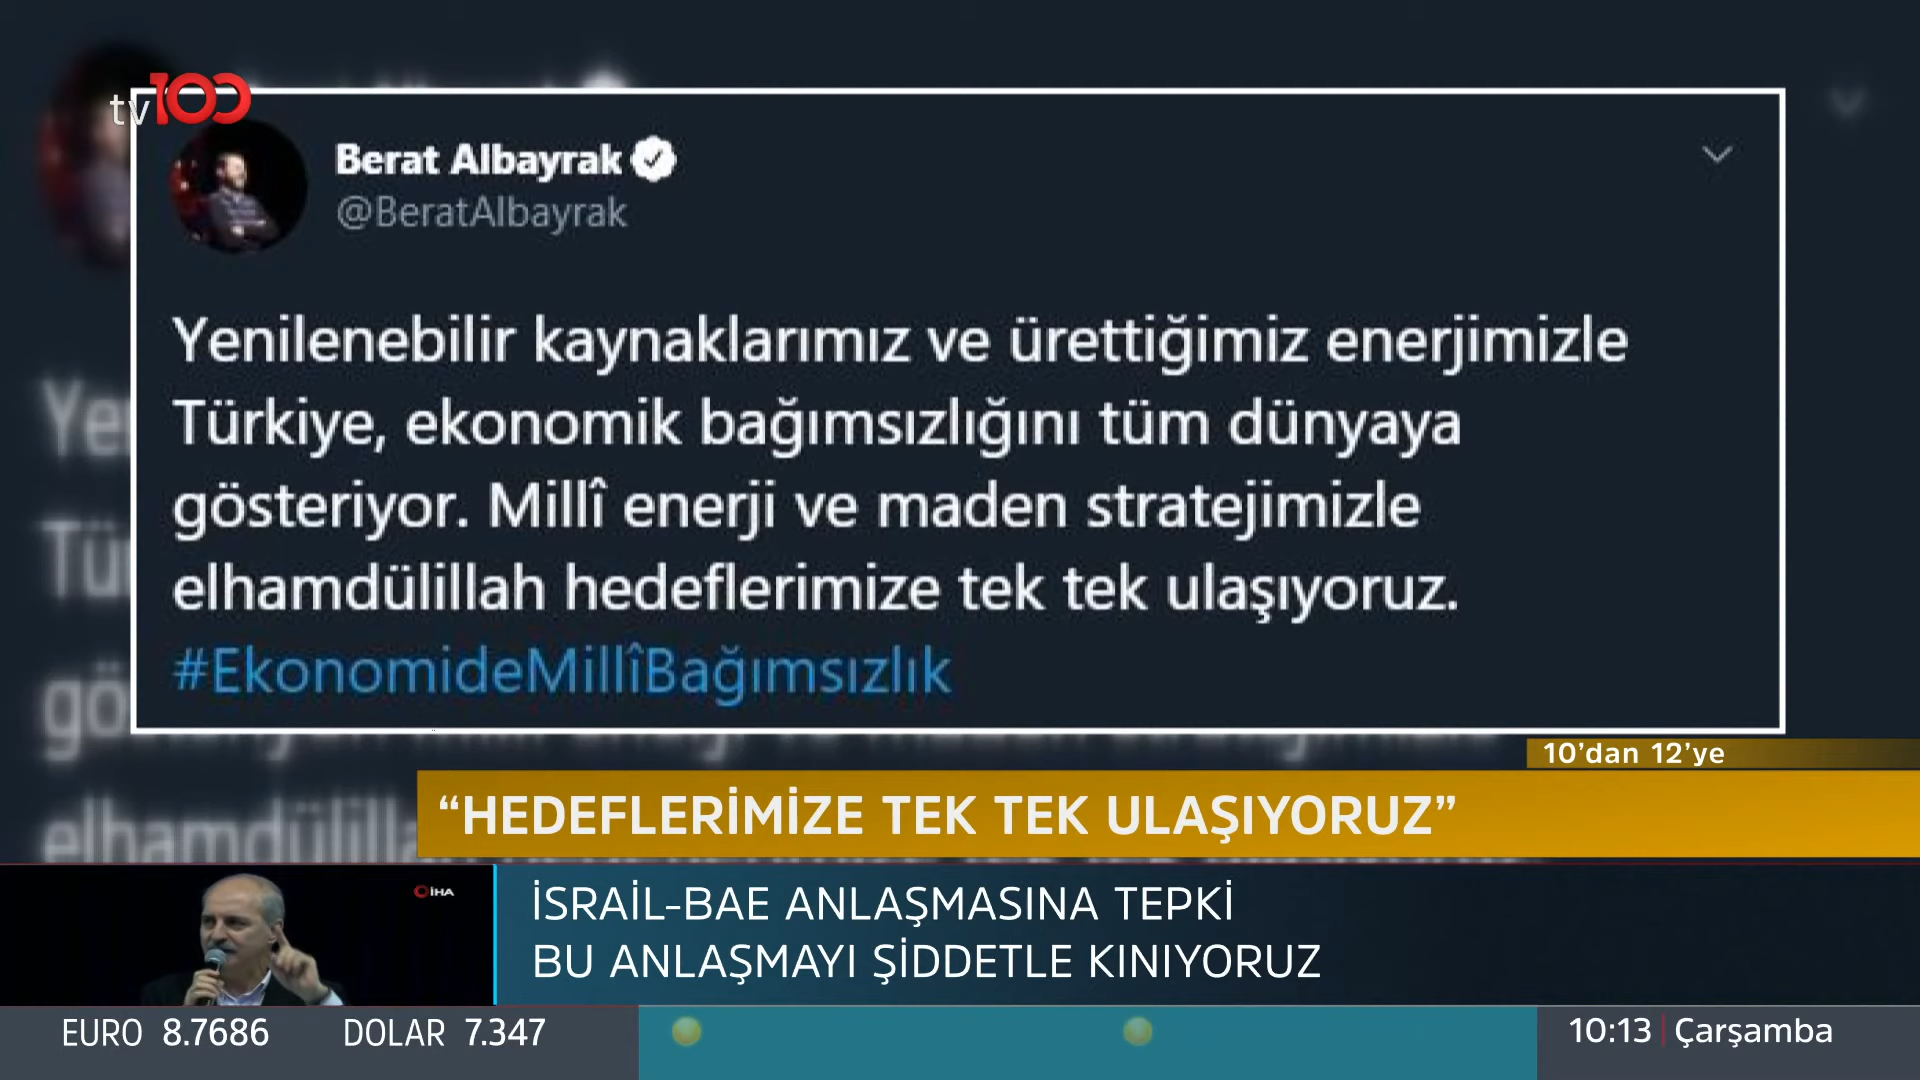 tv100
Berat Albayrak
@BeratAlbayrak
Yenilenebilir kaynaklarımız ve ürettiğimiz enerjimizle
Türkiye, ekonomik bağımsızlığını tüm dünyaya
gösteriyor. Millî enerji ve maden stratejimizle
elhamdülillah hedeflerimize tek tek ulaşıyoruz.
#EkonomideMillîBağımsızlık
10’dan 12’ye
“HEDEFLERİMİZE TEK TEK ULAŞIYORUZ”
İHA
İSRAİL-BAE ANLAŞMASINA TEPKİ
BU ANLAŞMAYI ŞİDDETLE KINIYORUZ
EURO 8.7686 DOLAR 7.347
10:13 Çarşamba